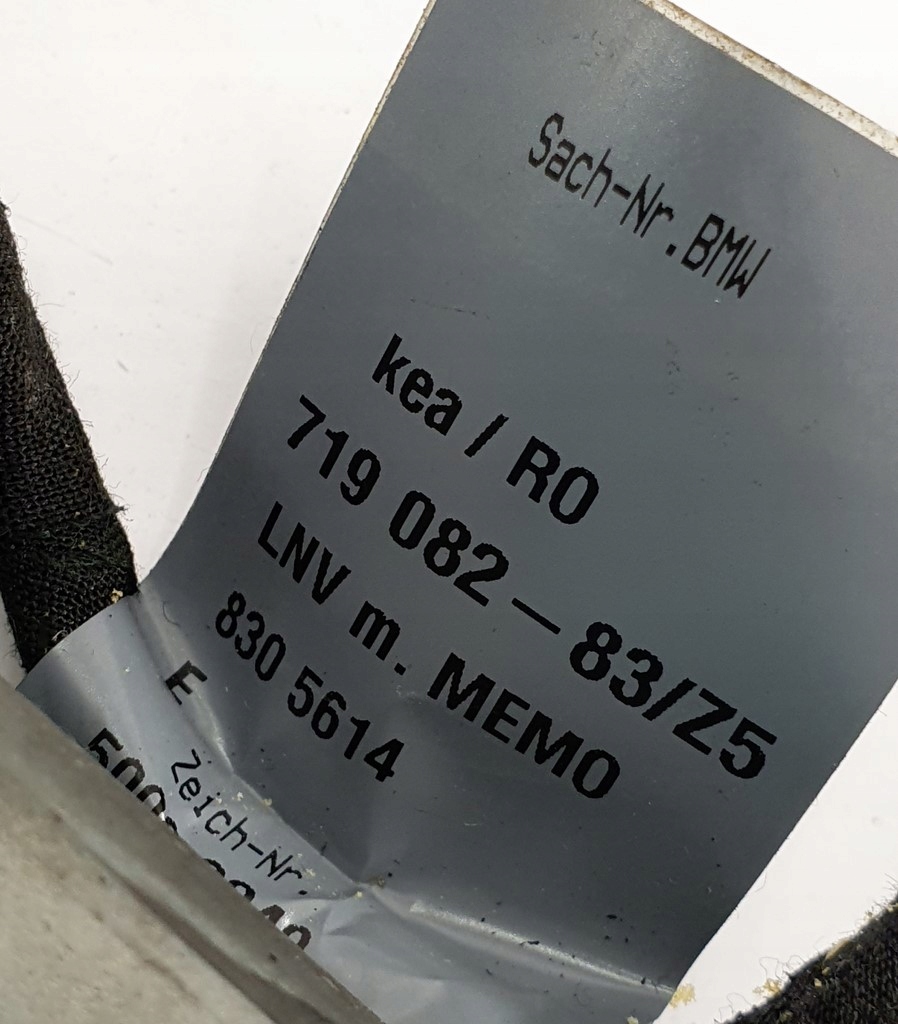 Sach-Nr.BMW
kea / RO
719 082 – 83/Z5
LNV m. MEMO
830 5614
E
Zeich-Nr.